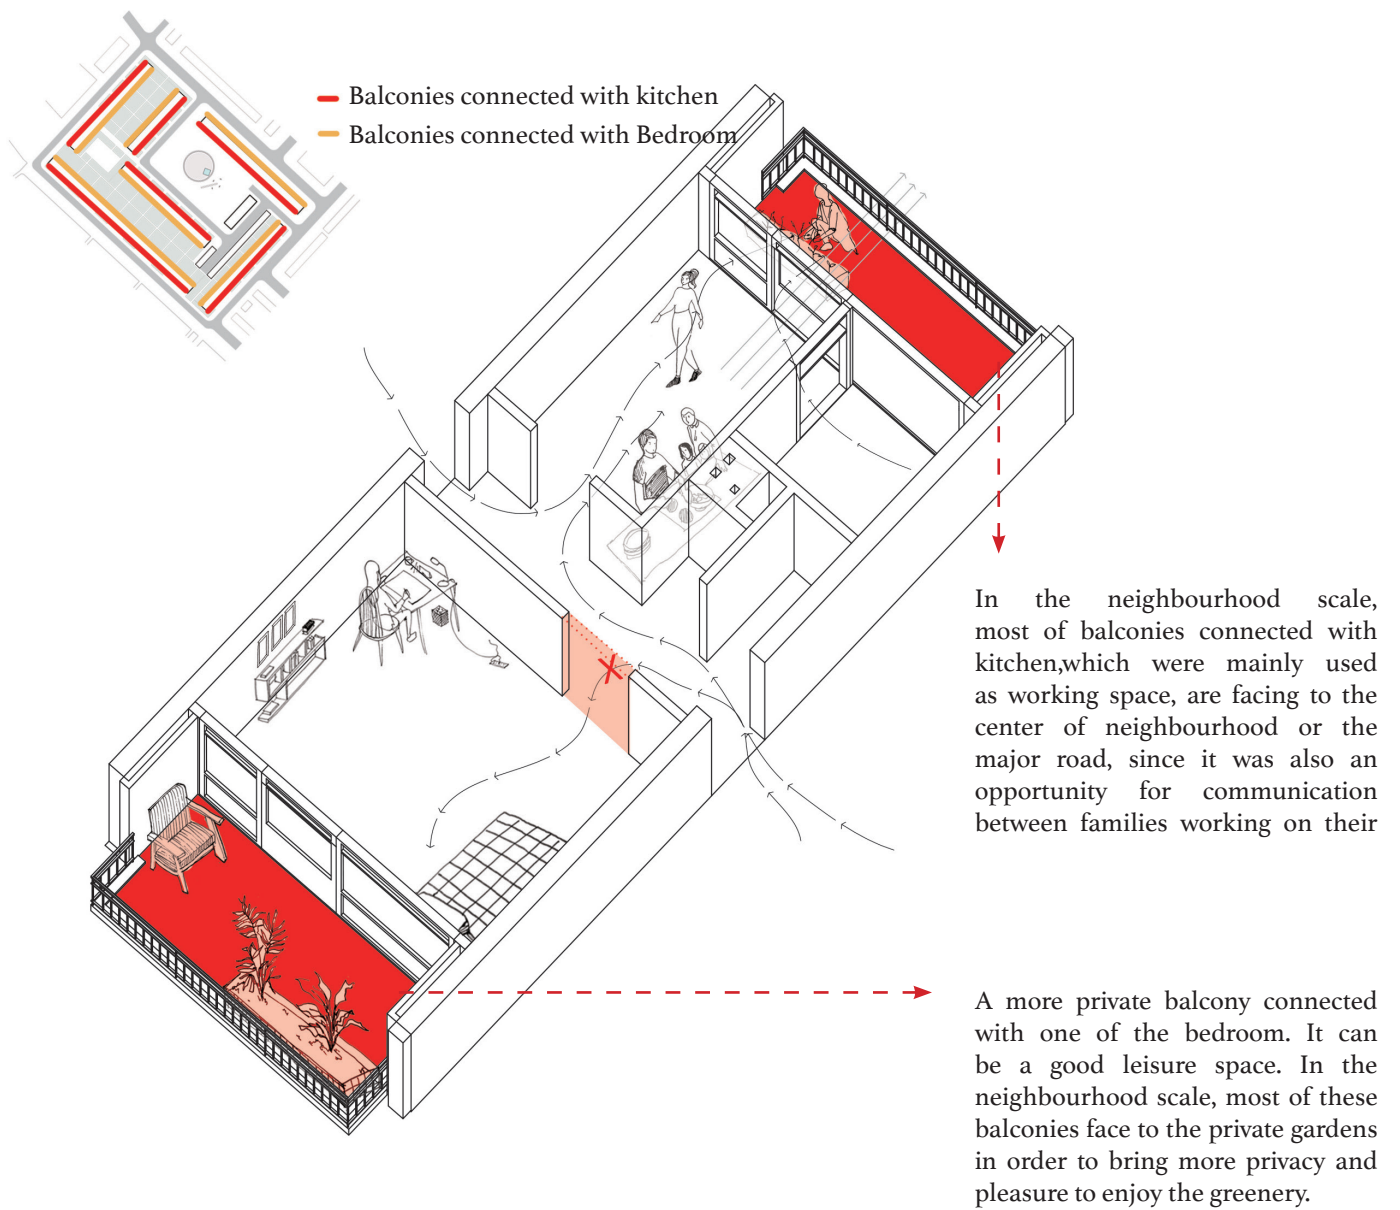 Balconies connected with kitchen
Balconies connected with Bedroom
In the neighbourhood scale,
most of balconies connected with
kitchen,which were mainly used
as working space, are facing to the
center of neighbourhood or the
major road, since it was also an
opportunity for communication
between families working on their
A more private balcony connected
with one of the bedroom. It can
be a good leisure space. In the
neighbourhood scale, most of these
balconies face to the private gardens
in order to bring more privacy and
pleasure to enjoy the greenery.